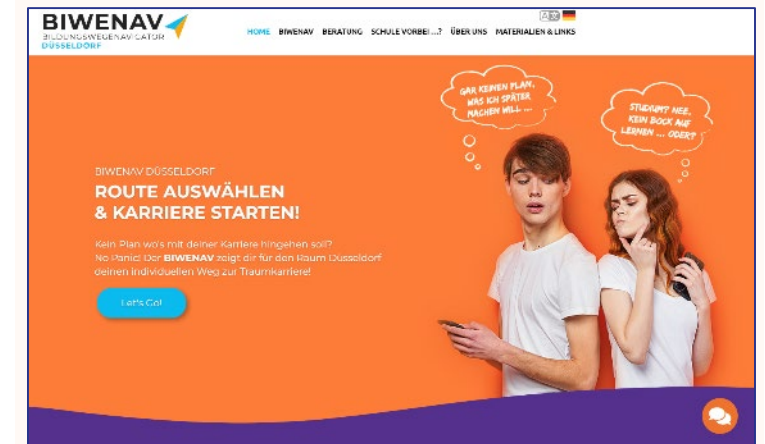 BIWENAV
BILDUNGSWEGENAVIGATOR
DÜSSELDORF
HOME BIWENAV BERATUNG SCHULE VORBEI ...? ÜBER UNS MATERIALIEN & LINKS
GAR KEINEN PLAN,
WAS ICH SPÄTER
MACHEN WILL ...
STUDIUM? NEE,
KEIN BOCK AUF
LERNEN ... ODER?
BIWENAV DÜSSELDORF
ROUTE AUSWÄHLEN
& KARRIERE STARTEN!
Kein Plan wo's mit deiner Karriere hingehen soll?
No Panic! Der BIWENAV zeigt dir für den Raum Düsseldorf
deinen individuellen Weg zur Traumkarriere!
Let's Go!